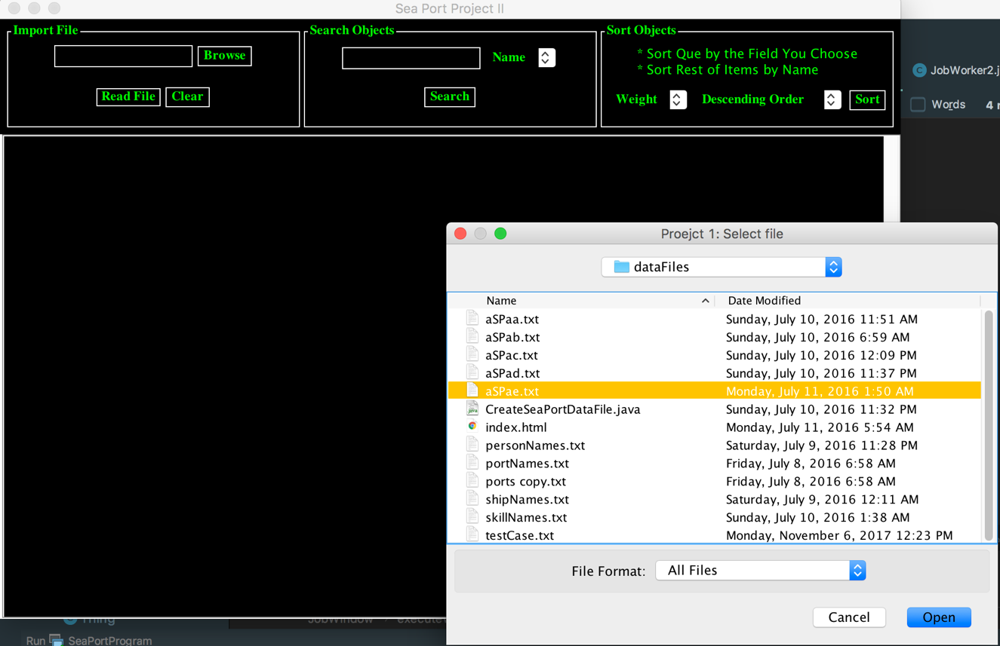 Sea Port Project II
Import File
Browse
Read File Clear
Search Objects
Name
Search
Sort Objects
* Sort Que by the Field You Choose
* Sort Rest of Items by Name
Weight Descending Order Sort
JobWorker2.j
Words 4
Proejct 1: Select file
dataFiles
Name Date Modified
aSPaa.txt Sunday, July 10, 2016 11:51 AM
aSPab.txt Sunday, July 10, 2016 6:59 AM
aSPac.txt Sunday, July 10, 2016 12:09 PM
aSPad.txt Sunday, July 10, 2016 11:37 PM
aSPae.txt Monday, July 11, 2016 1:50 AM
CreateSeaPortDataFile.java Sunday, July 10, 2016 11:32 PM
index.html Monday, July 11, 2016 5:54 AM
personNames.txt Saturday, July 9, 2016 11:28 PM
portNames.txt Friday, July 8, 2016 6:58 AM
ports copy.txt Friday, July 8, 2016 6:58 AM
shipNames.txt Saturday, July 9, 2016 12:11 AM
skillNames.txt Sunday, July 10, 2016 1:38 AM
testCase.txt Monday, November 6, 2017 12:23 PM
File Format: All Files
Cancel Open
Thing JobWindow execute
Run SeaPortProgram